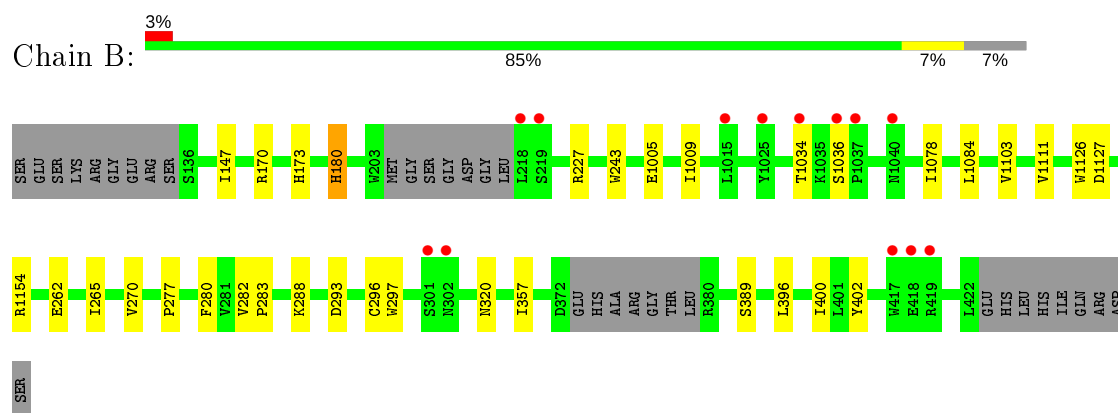 3%
Chain B:
85% 7% 7%
SER GLU SER LYS ARG GLY GLU ARG SER S136 I147 R170 H173 H180 W203 MET GLY SER GLY ASP GLY LEU L218 S219 R227 W243 E1005 I1009 L1015 Y1025 T1034 K1035 S1036 P1037 N1040 I1078 L1084 V1103 V1111 W1126 D1127
R1154 E262 I265 V270 P277 F280 V281 V282 P283 K288 D293 C296 W297 S301 N302 N320 I357 D372 GLU HIS ALA ARG GLY THR LEU R380 S389 L396 I400 L401 Y402 W417 E418 R419 L422 GLU HIS LEU HIS ILE GLN ARG ASP
SER